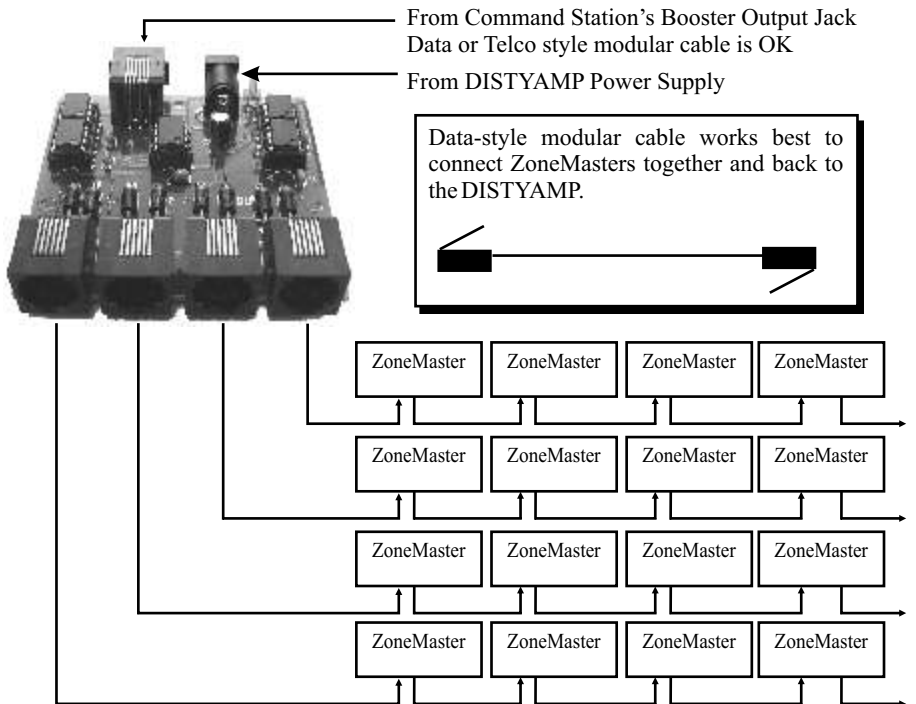 From Command Station's Booster Output Jack
Data or Telco style modular cable is OK
From DISTYAMP Power Supply
Data-style modular cable works best to
connect ZoneMasters together and back to
the DISTYAMP.
ZoneMaster ZoneMaster ZoneMaster ZoneMaster
ZoneMaster ZoneMaster ZoneMaster ZoneMaster
ZoneMaster ZoneMaster ZoneMaster ZoneMaster
ZoneMaster ZoneMaster ZoneMaster ZoneMaster